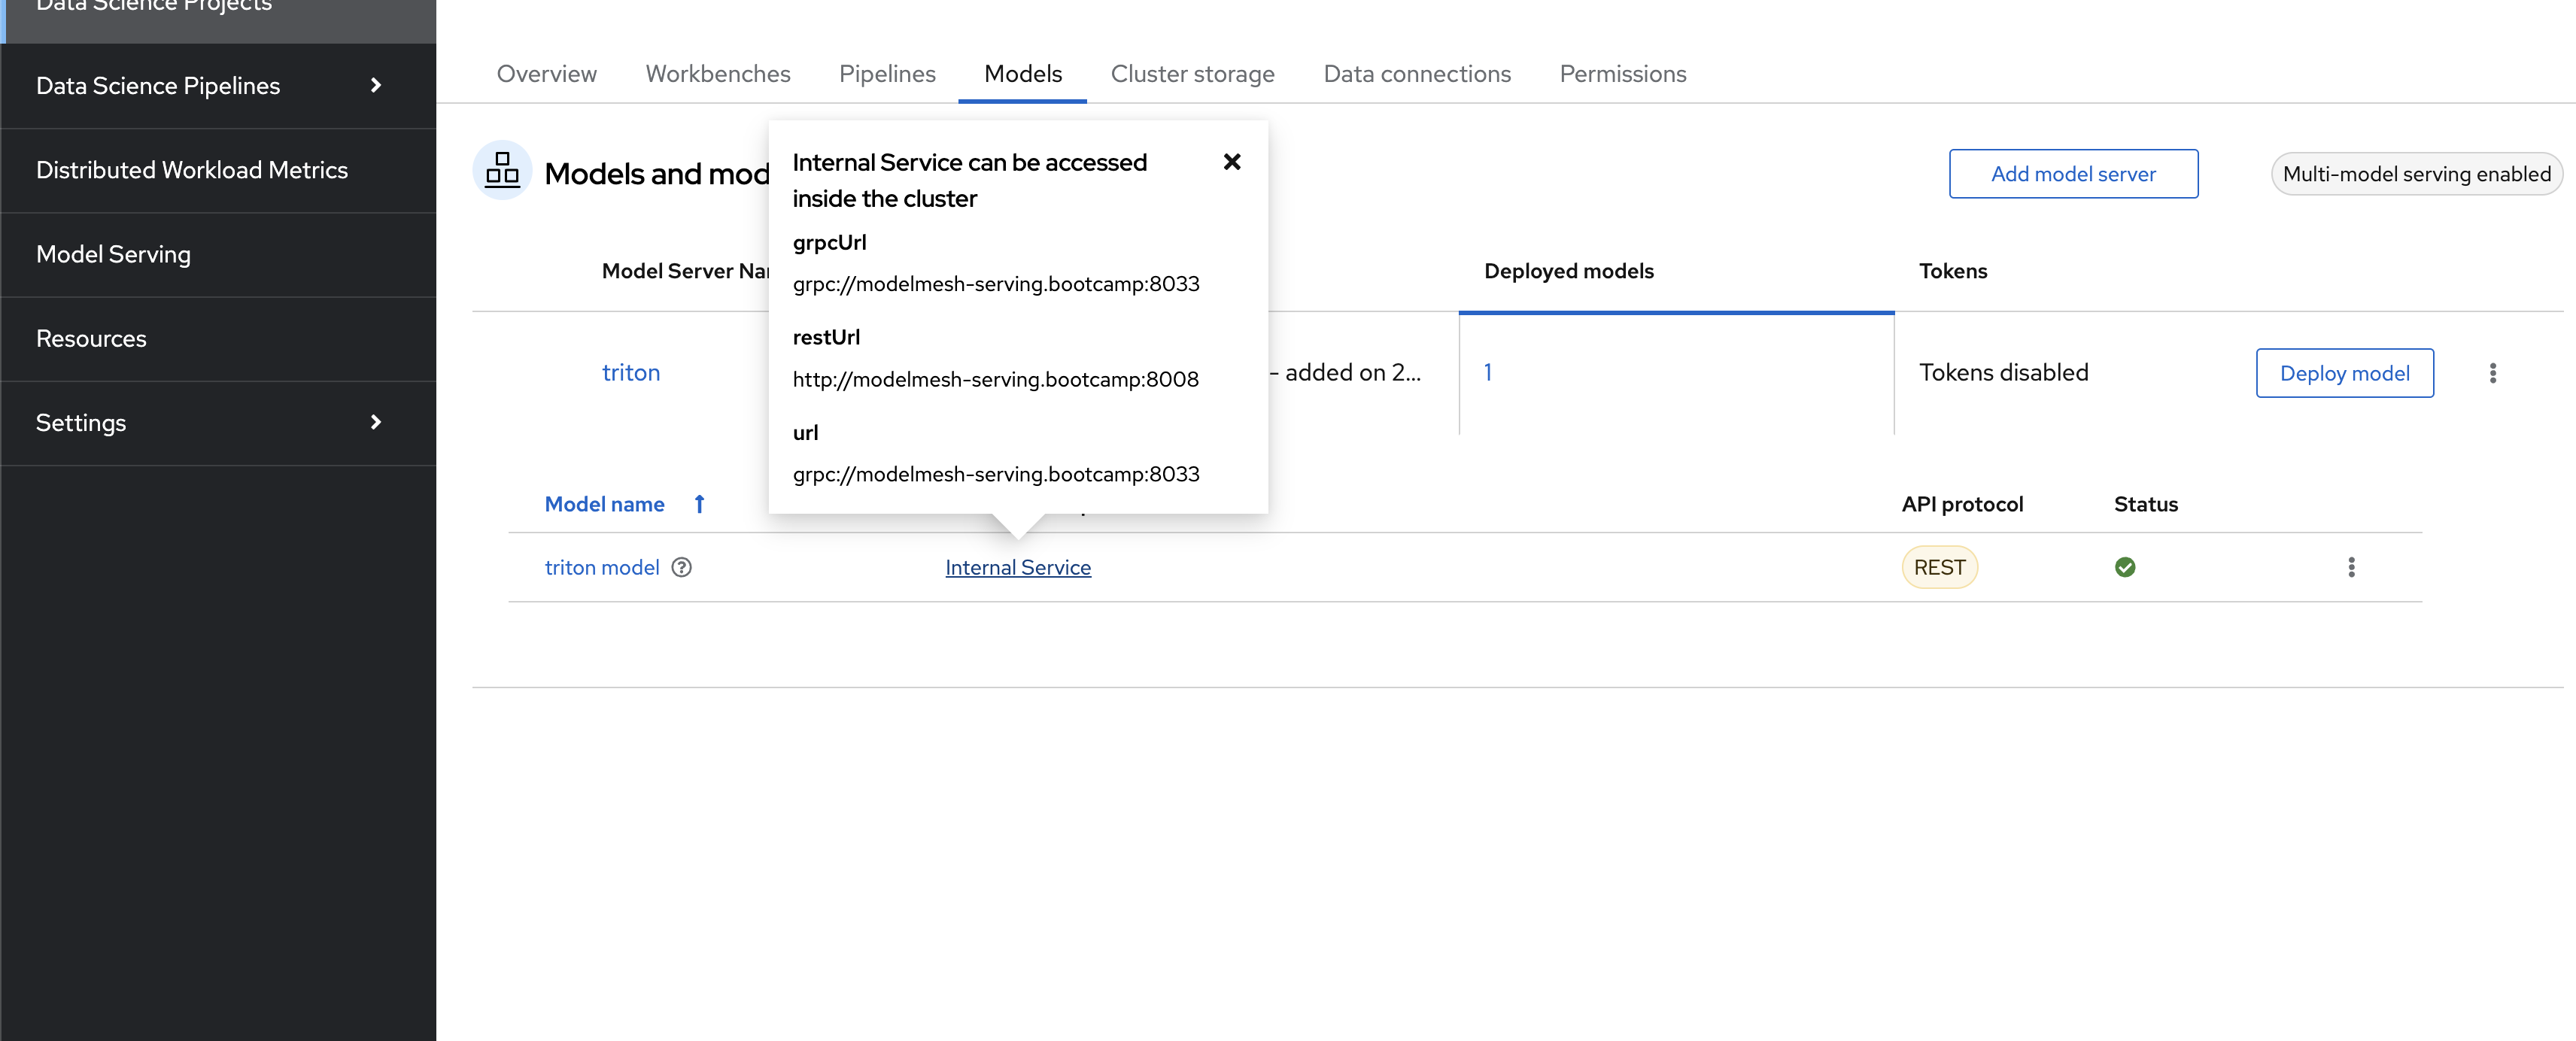 Data Science Projects
Data Science Pipelines
Distributed Workload Metrics
Model Serving
Resources
Settings
Overview Workbenches Pipelines Models Cluster storage Data connections Permissions
Models and mod
Add model server
Multi-model serving enabled
Internal Service can be accessed
inside the cluster
grpcUrl
grpc://modelmesh-serving.bootcamp:8033
restUrl
http://modelmesh-serving.bootcamp:8008
url
grpc://modelmesh-serving.bootcamp:8033
Model Server Deployed models Tokens
triton - added on 2... 1 Tokens disabled Deploy model
Model name API protocol Status
triton model Internal Service REST